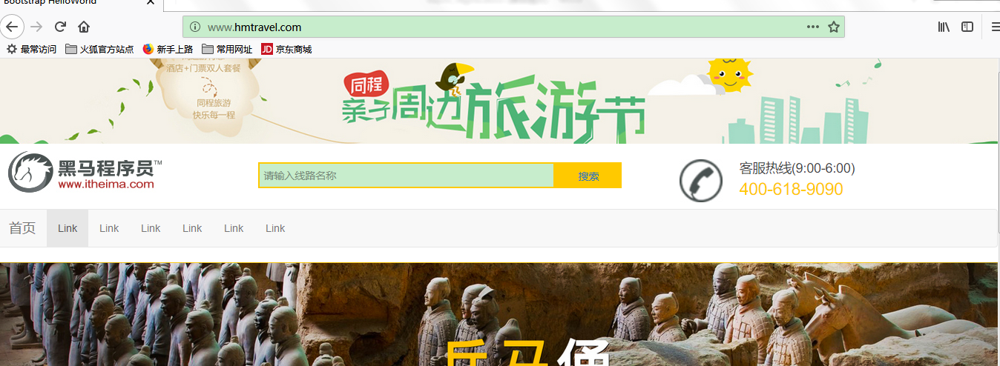 Bootstrap HelloWorld
www.hmtravel.com
最常访问 火狐官方站点 新手上路 常用网址 JD 京东商城
酒店+门票双人套餐
同程旅游
快乐每一程
同程
亲子周边旅游节
黑马程序员™
www.itheima.com
请输入线路名称 搜索
客服热线(9:00-6:00)
400-618-9090
首页 Link Link Link Link Link Link
兵马俑